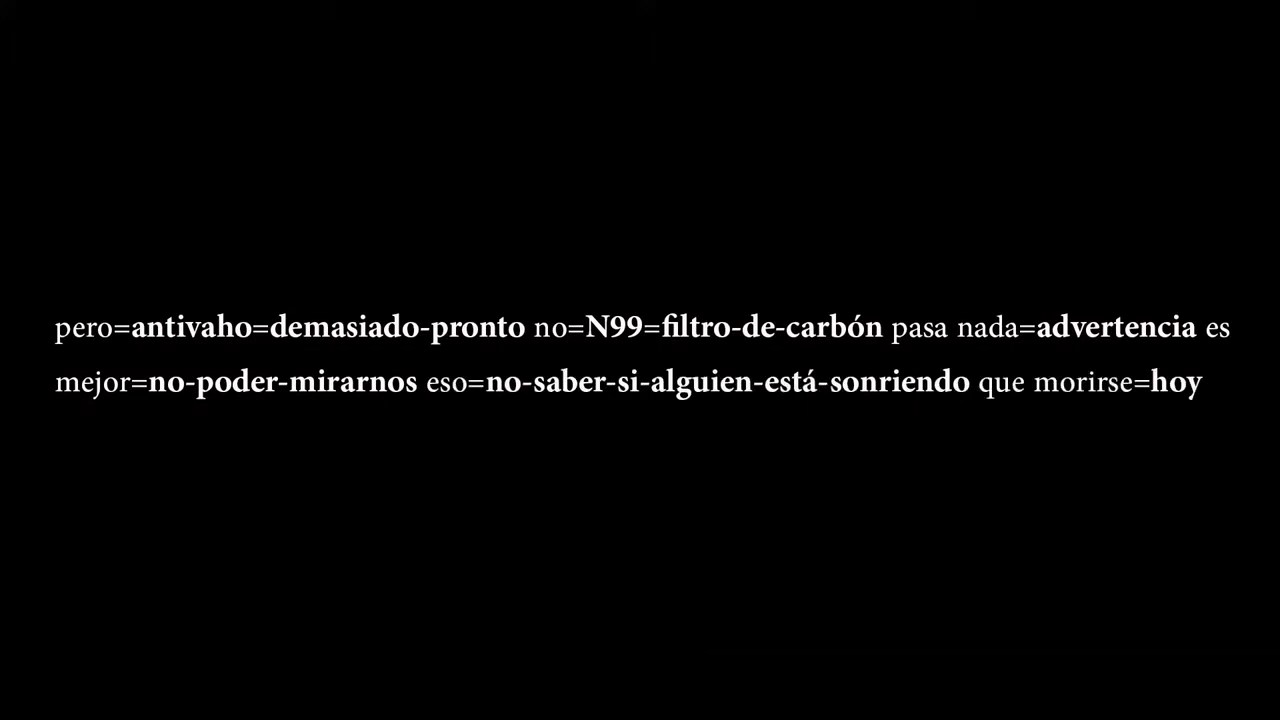 pero=antivaho=demasiado-pronto no=N99=filtro-de-carbón pasa nada=advertencia es
mejor=no-poder-mirarnos eso=no-saber-si-alguien-está-sonriendo que morirse=hoy